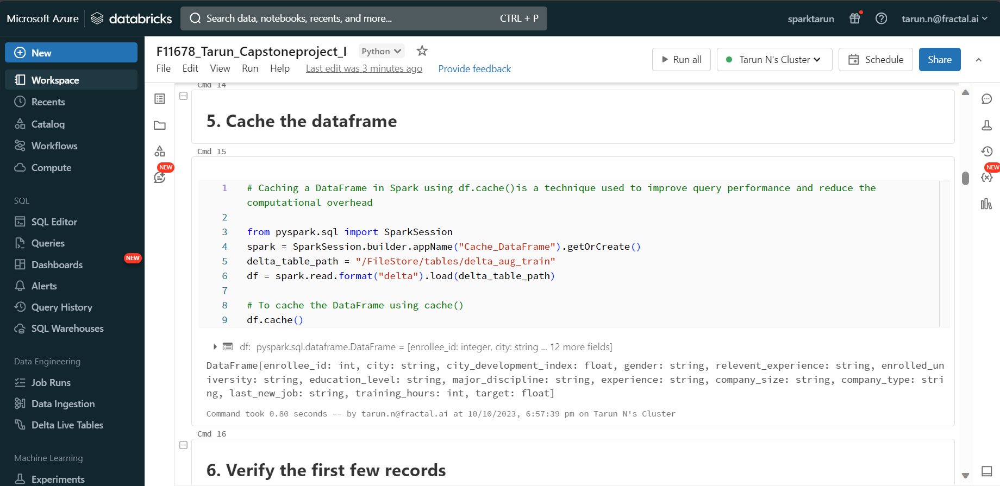 Microsoft Azure
databricks
Search data, notebooks, recents, and more...
CTRL + P
sparktarun
tarun.n@fractal.ai
New
Workspace
Recents
Catalog
Workflows
Compute
SQL
SQL Editor
Queries
Dashboards
NEW
Alerts
Query History
SQL Warehouses
Data Engineering
Job Runs
Data Ingestion
Delta Live Tables
Machine Learning
Experiments
F11678_Tarun_Capstoneproject_I
Python
File Edit View Run Help
Last edit was 3 minutes ago
Provide feedback
Run all
Tarun N's Cluster
Schedule
Share
NEW
NEW
Cmd 14
5. Cache the dataframe
Cmd 15
1 # Caching a DataFrame in Spark using df.cache()is a technique used to improve query performance and reduce the
computational overhead
2
3 from pyspark.sql import SparkSession
4 spark = SparkSession.builder.appName("Cache_DataFrame").getOrCreate()
5 delta_table_path = "/FileStore/tables/delta_aug_train"
6 df = spark.read.format("delta").load(delta_table_path)
7
8 # To cache the DataFrame using cache()
9 df.cache()
df: pyspark.sql.dataframe.DataFrame = [enrollee_id: integer, city: string ... 12 more fields]
DataFrame[enrollee_id: int, city: string, city_development_index: float, gender: string, relevent_experience: string, enrolled_un
iversity: string, education_level: string, major_discipline: string, experience: string, company_size: string, company_type: stri
ng, last_new_job: string, training_hours: int, target: float]
Command took 0.80 seconds -- by tarun.n@fractal.ai at 10/10/2023, 6:57:39 pm on Tarun N's Cluster
Cmd 16
6. Verify the first few records